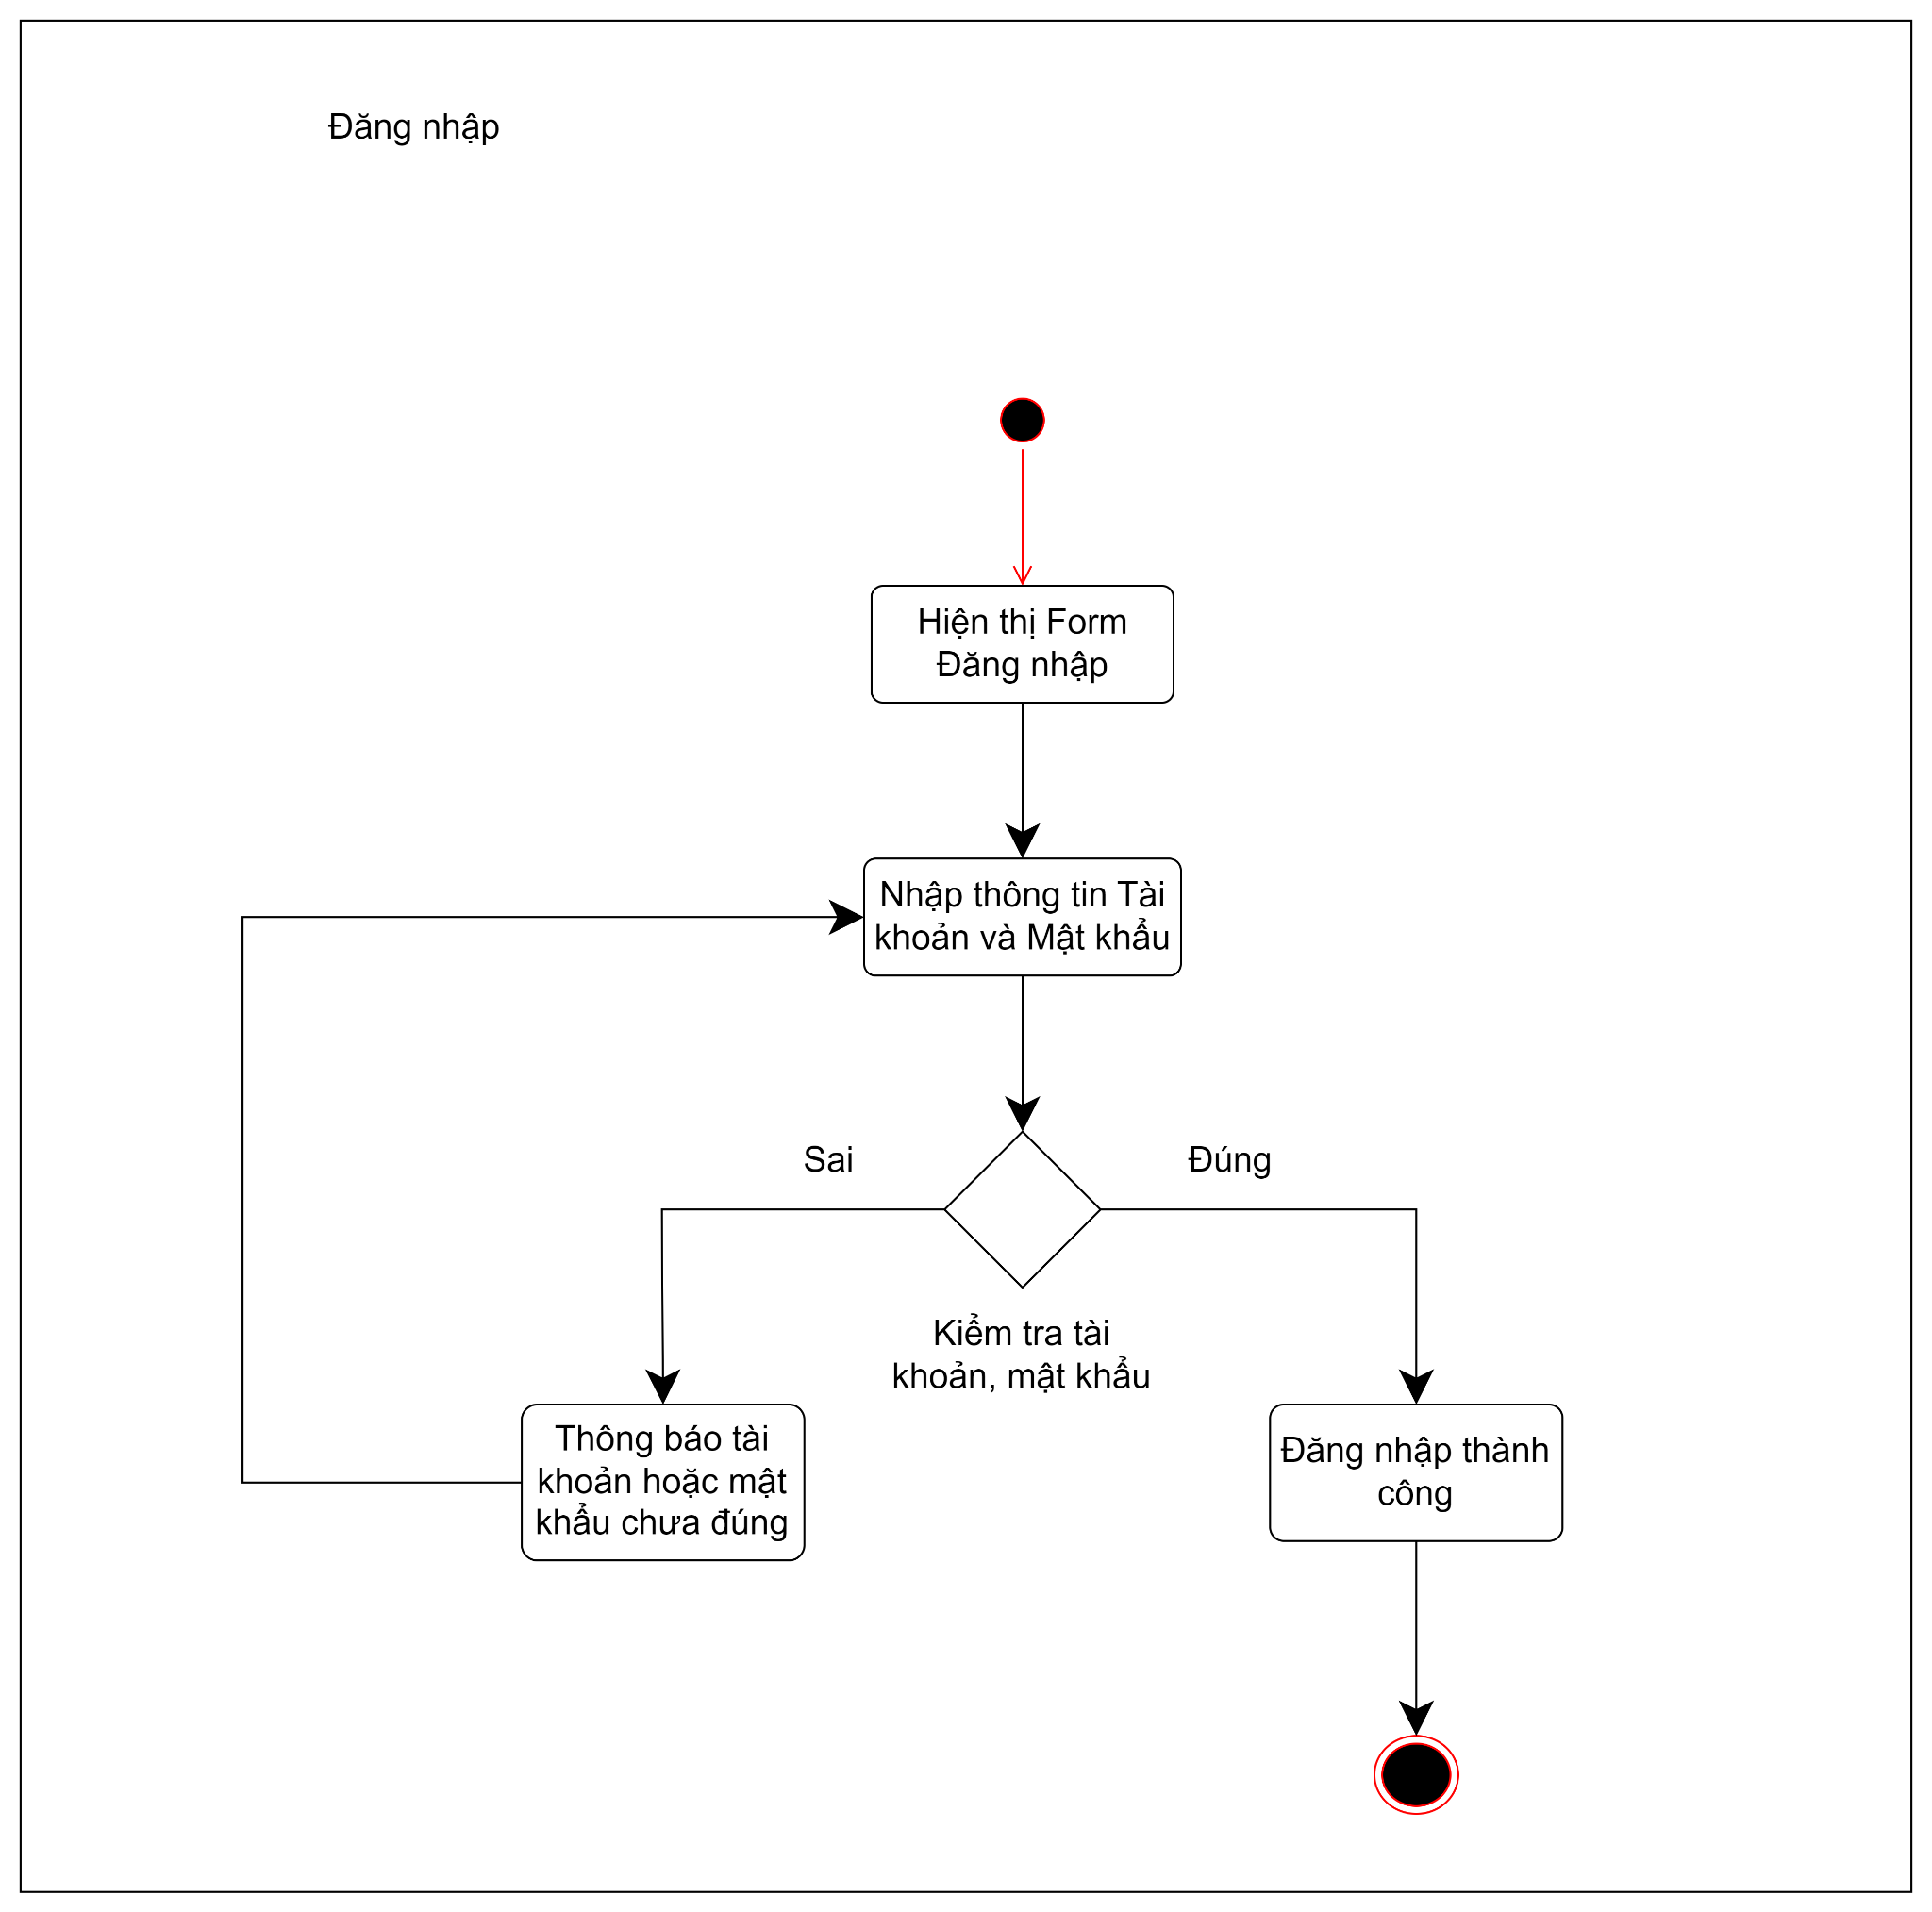 Đăng nhập
Hiện thị Form
Đăng nhập
Nhập thông tin Tài
khoản và Mật khẩu
Sai
Đúng
Kiểm tra tài
khoản, mật khẩu
Thông báo tài
khoản hoặc mật
khẩu chưa đúng
Đăng nhập thành
công